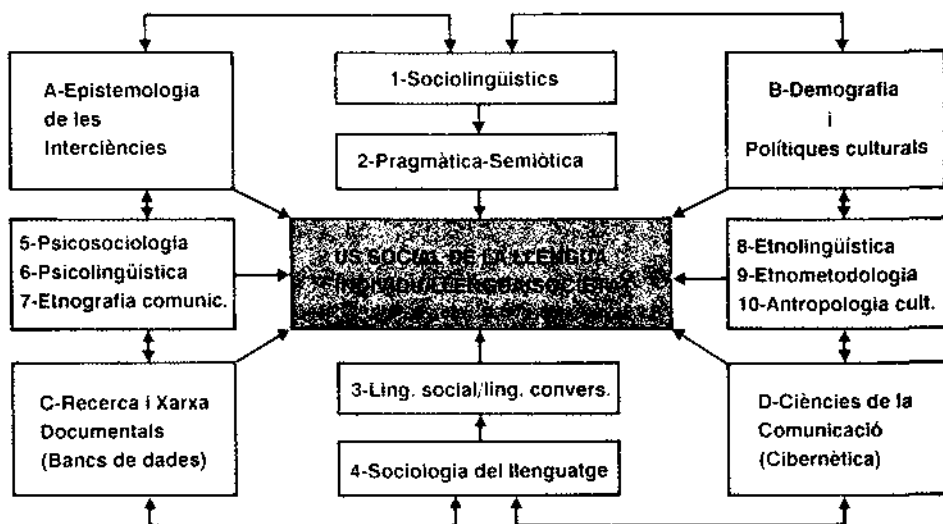 A-Epistemologia
de les
Interciències
1-Sociolingüistics
2-Pragmàtica-Semiòtica
B-Demografia
i
Polítiques culturals
5-Psicosociología
6-Psicolingüística
7-Etnografia comunic.
US SOCIAL DE LA LLENGUA
8-Etnolingüística
9-Etnometodologia
10-Antropologia cult.
C-Recerca i Xarxa
Documentals
(Bancs de dades)
3-Ling. social/ling. convers.
4-Sociologia del llenguatge
D-Ciències de la
Comunicació
(Cibernètica)